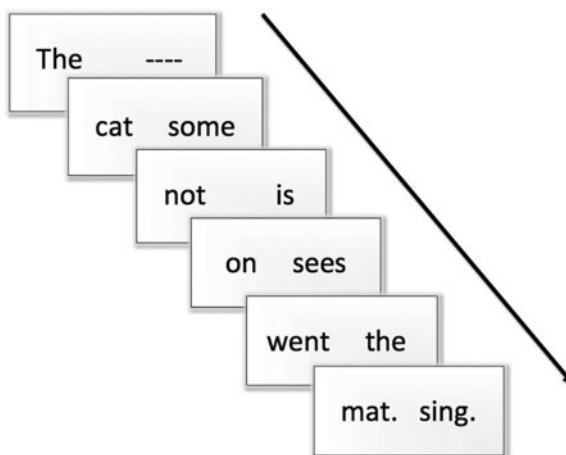 The ----
cat some
not is
on sees
went the
mat. sing.